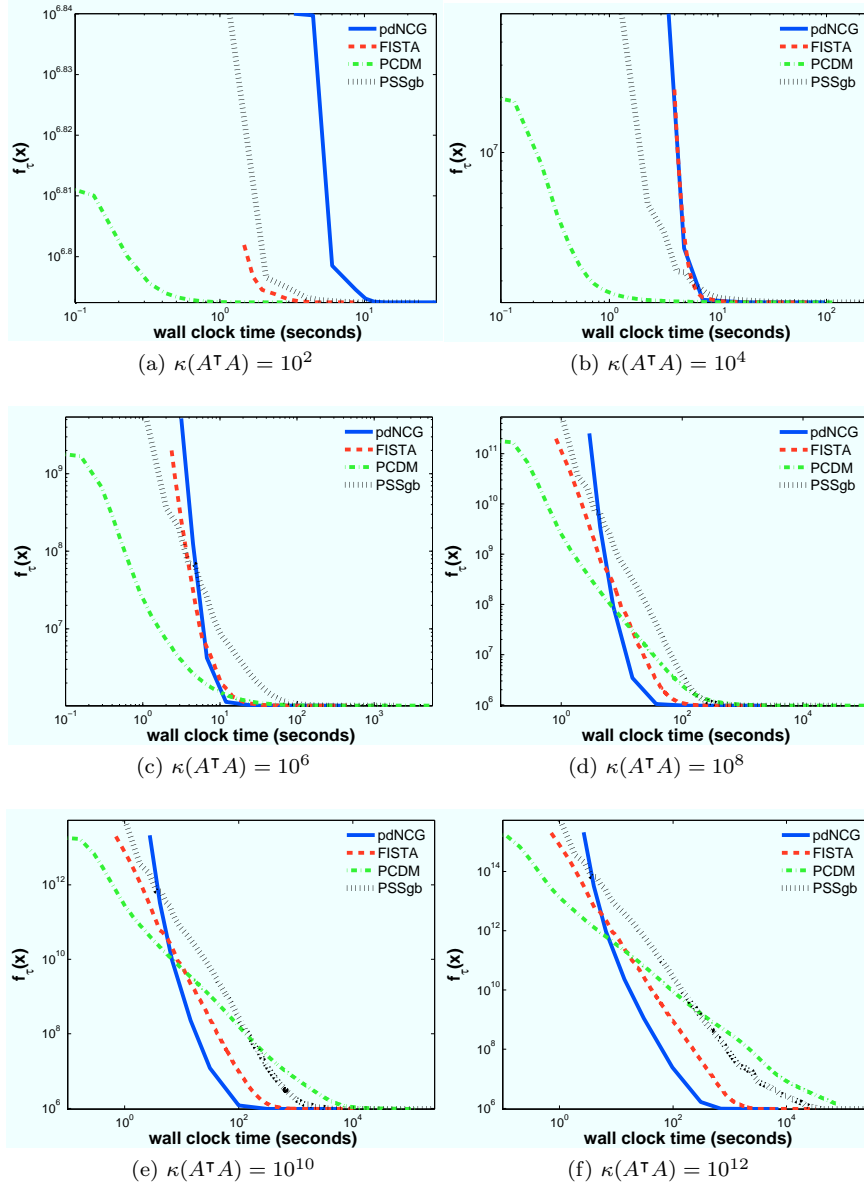 10^6.84
10^6.83
10^6.82
10^6.81
10^6.8
f_τ(x)
pdNCG
FISTA
PCDM
PSSgb
10^-1 10^0 10^1
wall clock time (seconds)
(a) κ(A⊺A) = 10^2
10^7
f_τ(x)
pdNCG
FISTA
PCDM
PSSgb
10^-1 10^0 10^1 10^2
wall clock time (seconds)
(b) κ(A⊺A) = 10^4
10^9
10^8
10^7
f_τ(x)
pdNCG
FISTA
PCDM
PSSgb
10^-1 10^0 10^1 10^2 10^3
wall clock time (seconds)
(c) κ(A⊺A) = 10^6
10^11
10^10
10^9
10^8
10^7
10^6
f_τ(x)
pdNCG
FISTA
PCDM
PSSgb
10^0 10^2 10^4
wall clock time (seconds)
(d) κ(A⊺A) = 10^8
10^12
10^10
10^8
10^6
f_τ(x)
pdNCG
FISTA
PCDM
PSSgb
10^0 10^2 10^4
wall clock time (seconds)
(e) κ(A⊺A) = 10^10
10^14
10^12
10^10
10^8
10^6
f_τ(x)
pdNCG
FISTA
PCDM
PSSgb
10^0 10^2 10^4
wall clock time (seconds)
(f) κ(A⊺A) = 10^12